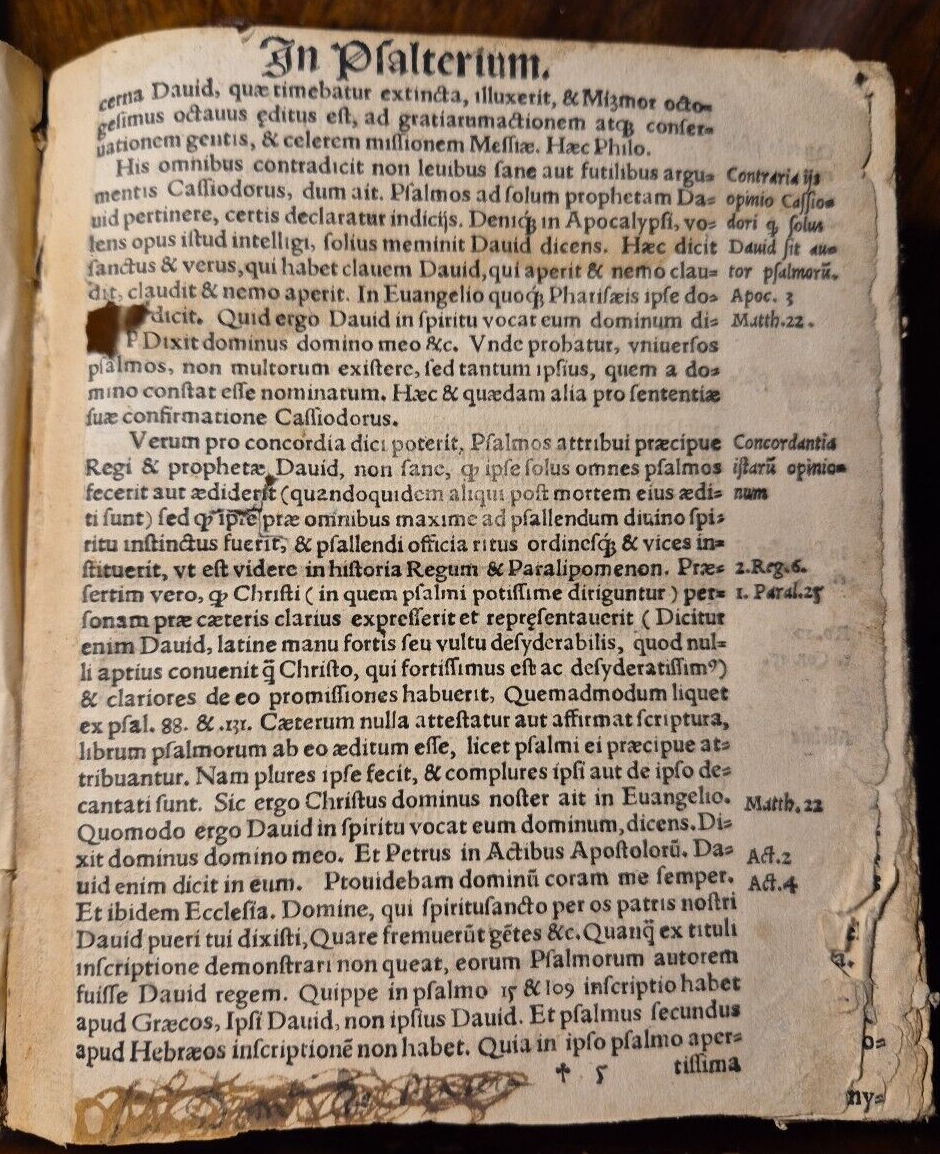 In Pſalterium.
cerna Dauid, quæ timebatur extincta, illuxerit, & Miʒmor octo⸗
geſimus octauus ęditus eſt, ad gratiarumactionem atqꝫ conſer⸗
uationem gentis, & celerem miſſionem Meſſiæ. Hæc Philo.
His omnibus contradicit non leuibus ſane aut futilibus argu⸗
Contraria ijs
mentis Caſſiodorus, dum ait. Pſalmos ad ſolum prophetam Da⸗
opinio Caſſio⸗
uid pertinere, certis declaratur indicijs. Deniqꝫ in Apocalypſi, vo⸗
dori ꝙ ſolus
lens opus iſtud intelligi, ſolius meminit Dauid dicens. Hæc dicit
Dauid ſit au⸗
ſanctus & verus, qui habet clauem Dauid, qui aperit & nemo clau⸗
tor pſalmorū.
dit, claudit & nemo aperit. In Euangelio quoqꝫ Phariſæis ipſe do⸗
Apoc. 3
dicit. Quid ergo Dauid in ſpiritu vocat eum dominum di⸗
Matth.22.
Dixit dominus domino meo &c. Vnde probatur, vniuerſos
pſalmos, non multorum exiſtere, ſed tantum ipſius, quem a do⸗
mino conſtat eſſe nominatum. Hæc & quædam alia pro ſententiæ
ſuæ confirmatione Caſſiodorus.
Verum pro concordia dici poterit, Pſalmos attribui præcipue
Concordantia
Regi & prophetæ Dauid, non ſane, ꝙ ipſe ſolus omnes pſalmos
iſtarū opinio⸗
fecerit aut ædiderit (quandoquidem aliqui poſt mortem eius ædi⸗
num
ti ſunt) ſed ꝙ ipſe præ omnibus maxime ad pſallendum diuino ſpi⸗
ritu inſtinctus fuerit, & pſallendi officia ritus ordineſqꝫ & vices in⸗
ſtituerit, vt eſt videre in hiſtoria Regum & Paralipomenon. Præ⸗
2.Reg.6.
ſertim vero, ꝙ Chriſti ( in quem pſalmi potiſſime diriguntur ) per⸗
1. Paral.25
ſonam præ cæteris clarius expreſſerit et repręſentauerit ( Dicitur
enim Dauid, latine manu fortis ſeu vultu deſyderabilis, quod nul⸗
li aptius conuenit q̄ Chriſto, qui fortiſſimus eſt ac deſyderatiſſimꝰ)
& clariores de eo promiſſiones habuerit, Quemadmodum liquet
ex pſal. 88. & .131. Cæterum nulla atteſtatur aut affirmat ſcriptura,
librum pſalmorum ab eo æditum eſſe, licet pſalmi ei præcipue at⸗
tribuantur. Nam plures ipſe fecit, & complures ipſi aut de ipſo de⸗
cantati ſunt. Sic ergo Chriſtus dominus noſter ait in Euangelio.
Matth. 22
Quomodo ergo Dauid in ſpiritu vocat eum dominum, dicens. Di⸗
xit dominus domino meo. Et Petrus in Actibus Apoſtolorū. Da⸗
Act.2
uid enim dicit in eum. Ptouidebam dominū coram me ſemper.
Act.4
Et ibidem Eccleſia. Domine, qui ſpirituſancto per os patris noſtri
Dauid pueri tui dixiſti, Quare fremuerūt gētes &c. Quanq̄ ex tituli
inſcriptione demonſtrari non queat, eorum Pſalmorum autorem
fuiſſe Dauid regem. Quippe in pſalmo 15 & 109 inſcriptio habet
apud Græcos, Ipſi Dauid, non ipſius Dauid. Et pſalmus ſecundus
apud Hebræos inſcriptionē non habet. Quia in ipſo pſalmo aper⸗
† 5 tiſſima
o⸗
ny⸗